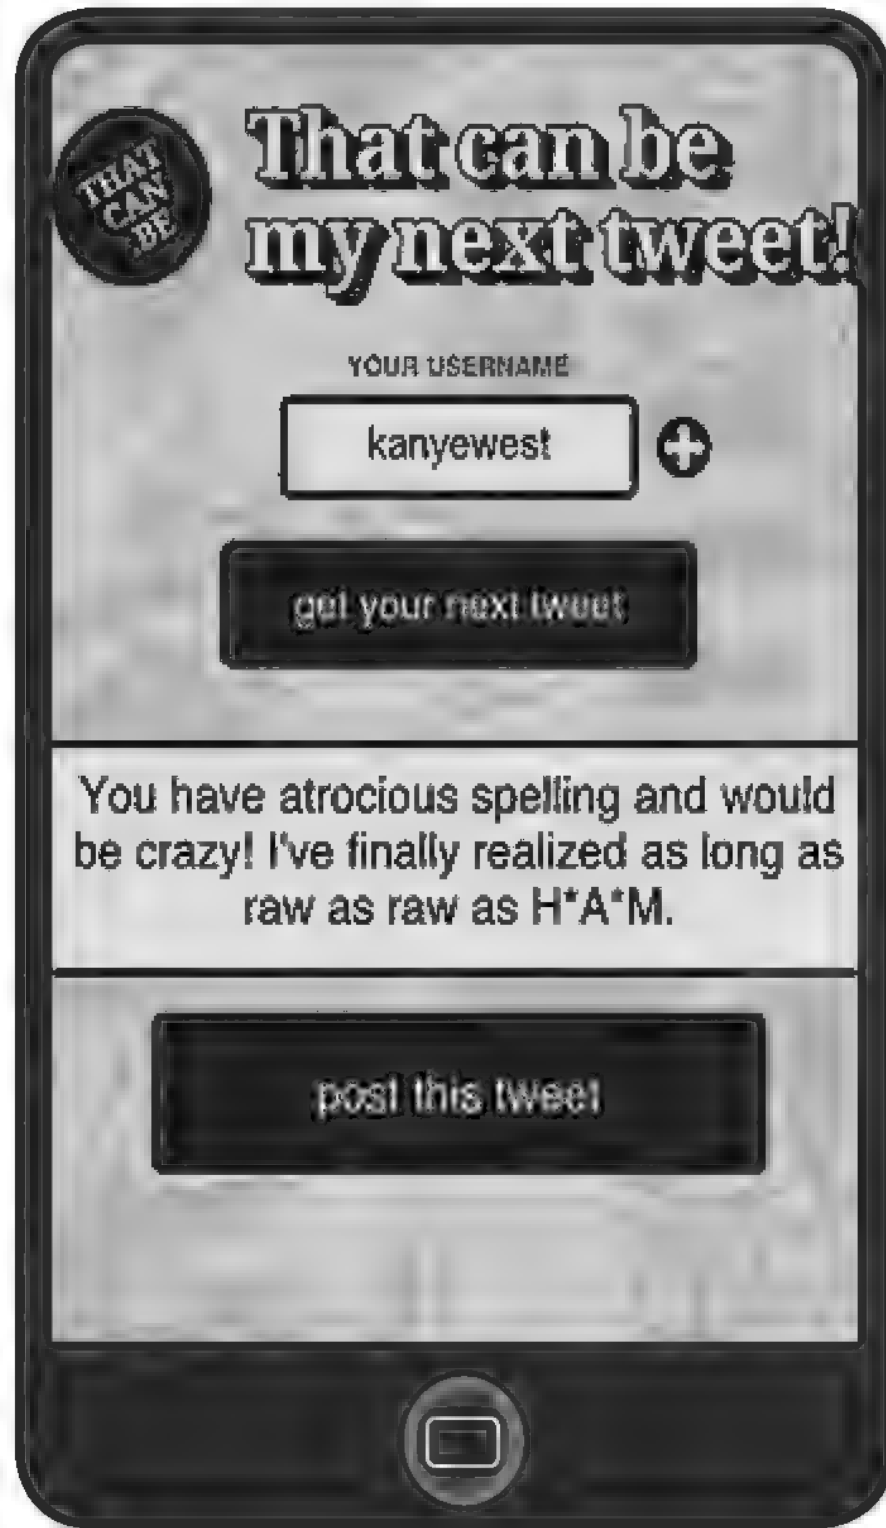 THAT
CAN
BE
That can be
my next tweet!
YOUR USERNAME
kanyewest
get your next tweet
You have atrocious spelling and would
be crazy! I've finally realized as long as
raw as raw as H*A*M.
post this tweet